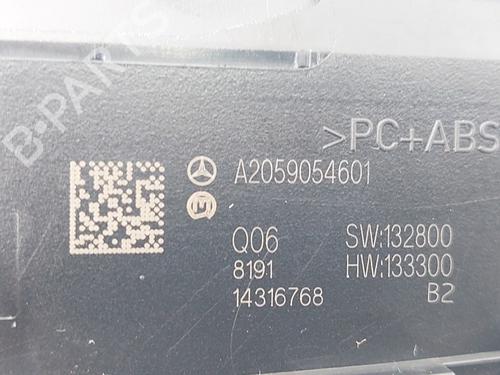 B-PARTS
>PC+ABS
A2059054601
M
Q06 SW:132800
8191 HW:133300
14316768 B2